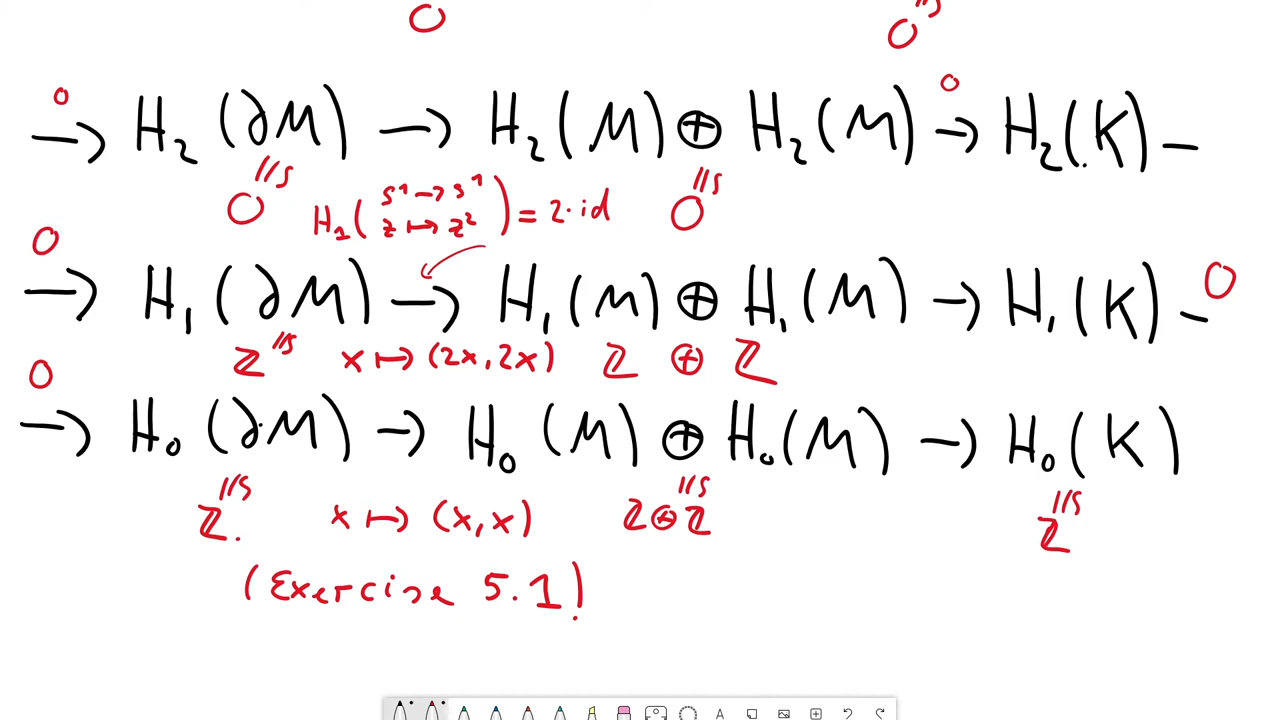 0 0 ≅
0 → H₂(∂M) → H₂(M) ⊕ H₂(M) 0 → H₂(K) —
≅ 0 ≅ 0
H₁( S¹ → S¹ z ↦ z² ) = 2·id
0 → H₁(∂M) → H₁(M) ⊕ H₁(M) → H₁(K) — 0
ℤ ≅ x ↦ (2x, 2x) ℤ ⊕ ℤ
0 → H₀(∂M) → H₀(M) ⊕ H₀(M) → H₀(K)
≅ ℤ. x ↦ (x, x) ℤ⊕ℤ ≅ ℤ ≅
(Exercise 5.1)
A